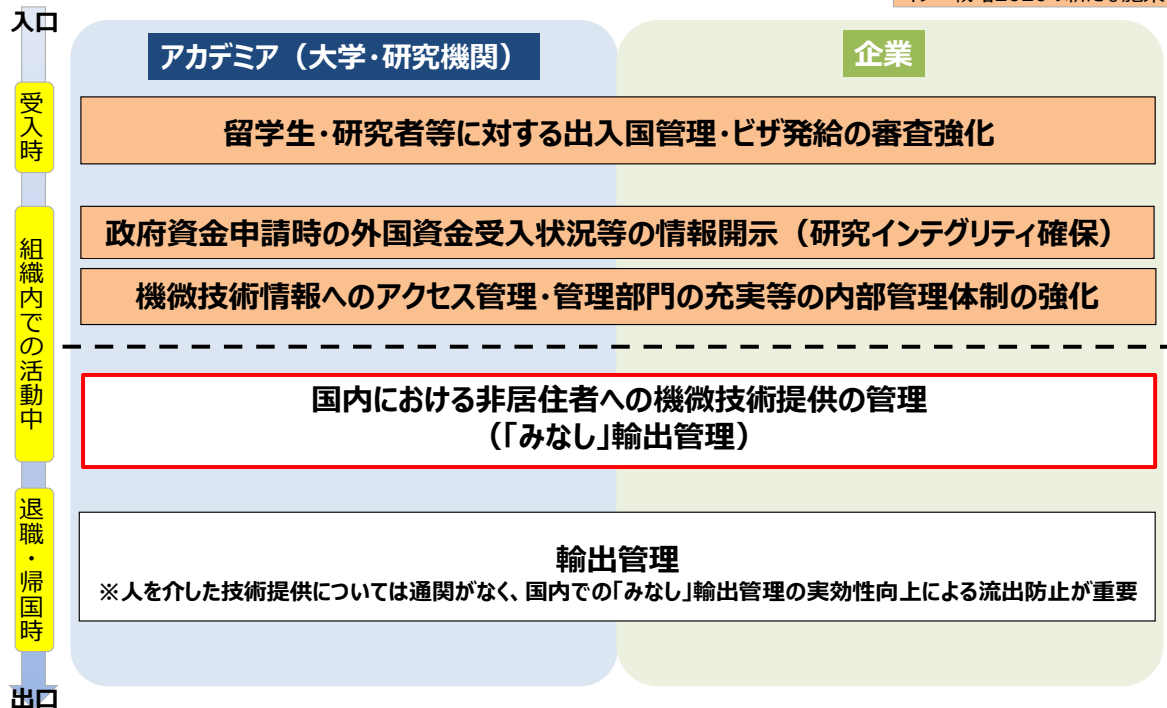 入口
アカデミア（大学・研究機関）
企業
受入時
留学生・研究者等に対する出入国管理・ビザ発給の審査強化
組織内での活動中
政府資金申請時の外国資金受入状況等の情報開示（研究インテグリティ確保）
機微技術情報へのアクセス管理・管理部門の充実等の内部管理体制の強化
国内における非居住者への機微技術提供の管理
（「みなし」輸出管理）
退職・帰国時
輸出管理
※人を介した技術提供については通関がなく、国内での「みなし」輸出管理の実効性向上による流出防止が重要
出口